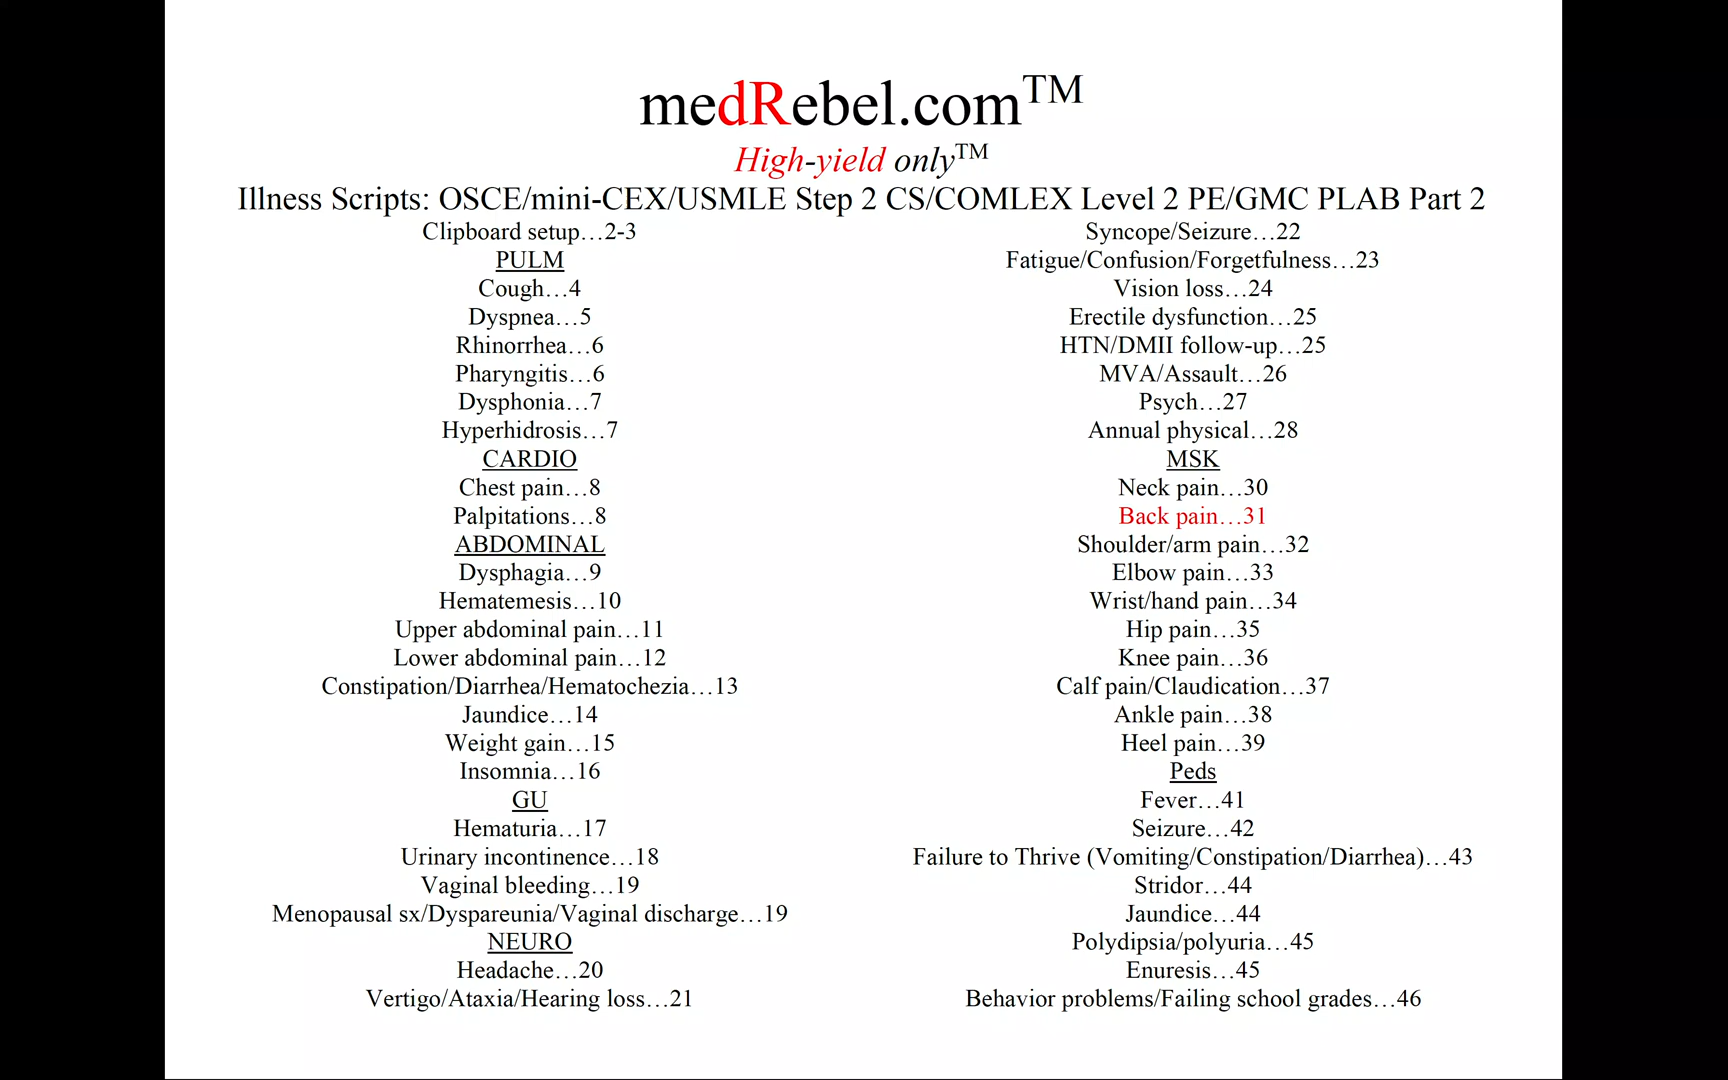 medRebel.com™
High-yield only™
Illness Scripts: OSCE/mini-CEX/USMLE Step 2 CS/COMLEX Level 2 PE/GMC PLAB Part 2
Clipboard setup…2-3
PULM
Cough…4
Dyspnea…5
Rhinorrhea…6
Pharyngitis…6
Dysphonia…7
Hyperhidrosis…7
CARDIO
Chest pain…8
Palpitations…8
ABDOMINAL
Dysphagia…9
Hematemesis…10
Upper abdominal pain…11
Lower abdominal pain…12
Constipation/Diarrhea/Hematochezia…13
Jaundice…14
Weight gain…15
Insomnia…16
GU
Hematuria…17
Urinary incontinence…18
Vaginal bleeding…19
Menopausal sx/Dyspareunia/Vaginal discharge…19
NEURO
Headache…20
Vertigo/Ataxia/Hearing loss…21
Syncope/Seizure…22
Fatigue/Confusion/Forgetfulness…23
Vision loss…24
Erectile dysfunction…25
HTN/DMII follow-up…25
MVA/Assault…26
Psych…27
Annual physical…28
MSK
Neck pain…30
Back pain…31
Shoulder/arm pain…32
Elbow pain…33
Wrist/hand pain…34
Hip pain…35
Knee pain…36
Calf pain/Claudication…37
Ankle pain…38
Heel pain…39
Peds
Fever…41
Seizure…42
Failure to Thrive (Vomiting/Constipation/Diarrhea)…43
Stridor…44
Jaundice…44
Polydipsia/polyuria…45
Enuresis…45
Behavior problems/Failing school grades…46